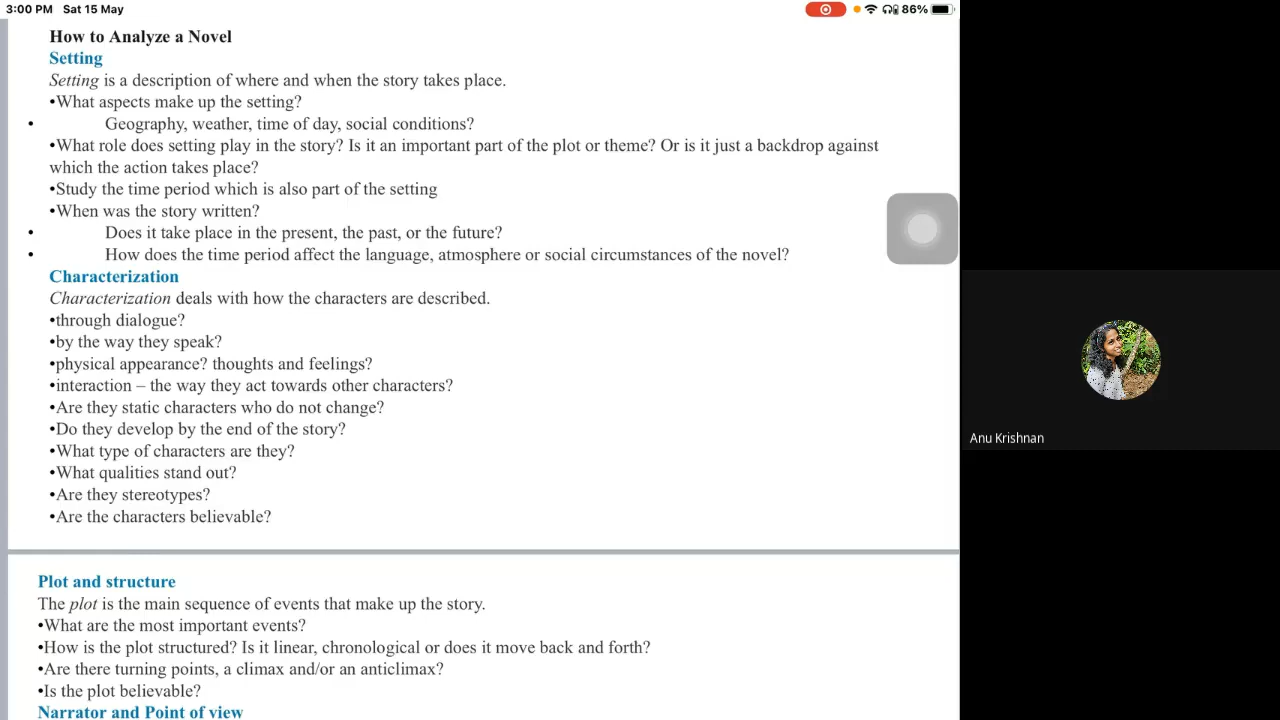 3:00 PM Sat 15 May
86%
How to Analyze a Novel
Setting
Setting is a description of where and when the story takes place.
•What aspects make up the setting?
• Geography, weather, time of day, social conditions?
•What role does setting play in the story? Is it an important part of the plot or theme? Or is it just a backdrop against
which the action takes place?
•Study the time period which is also part of the setting
•When was the story written?
• Does it take place in the present, the past, or the future?
• How does the time period affect the language, atmosphere or social circumstances of the novel?
Characterization
Characterization deals with how the characters are described.
•through dialogue?
•by the way they speak?
•physical appearance? thoughts and feelings?
•interaction – the way they act towards other characters?
•Are they static characters who do not change?
•Do they develop by the end of the story?
•What type of characters are they?
•What qualities stand out?
•Are they stereotypes?
•Are the characters believable?
Plot and structure
The plot is the main sequence of events that make up the story.
•What are the most important events?
•How is the plot structured? Is it linear, chronological or does it move back and forth?
•Are there turning points, a climax and/or an anticlimax?
•Is the plot believable?
Narrator and Point of view
Anu Krishnan